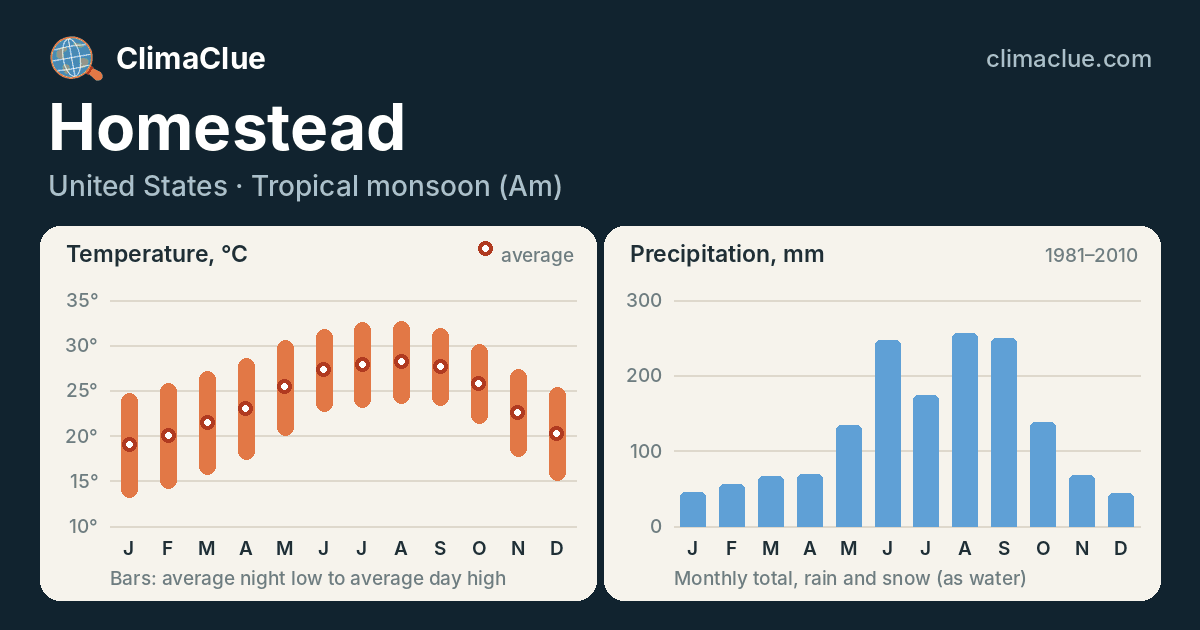 ClimaClue
climaclue.com
Homestead
United States · Tropical monsoon (Am)
Temperature, °C
average
35°
30°
25°
20°
15°
10°
J F M A M J J A S O N D
Bars: average night low to average day high
Precipitation, mm
1981–2010
300
200
100
0
J F M A M J J A S O N D
Monthly total, rain and snow (as water)